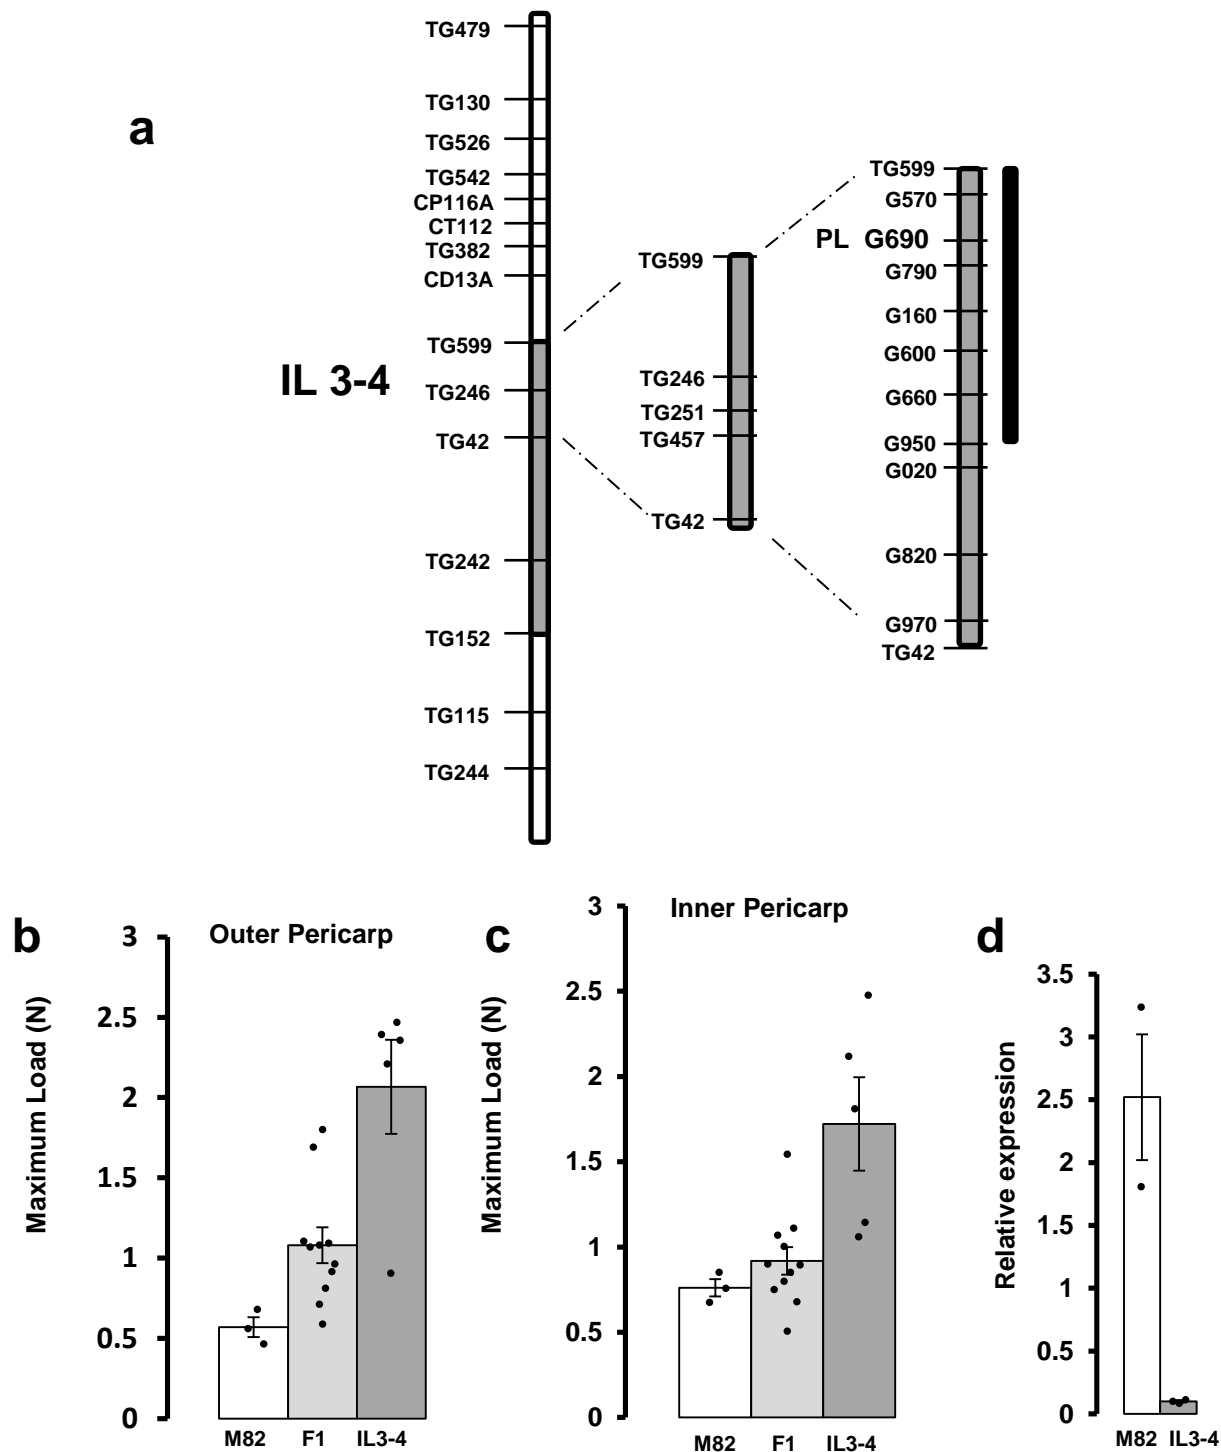 a
TG479
TG130
TG526
TG542
CP116A
CT112
TG382
CD13A
TG599
TG246
TG42
TG242
TG152
TG115
TG244
IL 3-4
TG599
TG246
TG251
TG457
TG42
TG599
G570
PL G690
G790
G160
G600
G660
G950
G020
G820
G970
TG42
b
Outer Pericarp
Maximum Load (N)
3
2.5
2
1.5
1
0.5
0
M82 F1 IL3-4
c
Inner Pericarp
Maximum Load (N)
3
2.5
2
1.5
1
0.5
0
M82 F1 IL3-4
d
Relative expression
3.5
3
2.5
2
1.5
1
0.5
0
M82 IL3-4